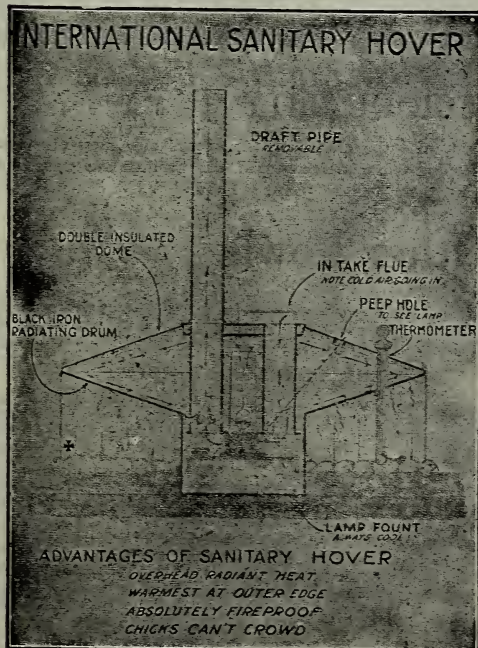 INTERNATIONAL SANITARY HOVER
DRAFT PIPE
REMOVABLE
DOUBLE INSULATED
DOME
IN TAKE FLUE
NOTE COLD AIR GOING IN
PEEP HOLE
TO SEE LAMP
THERMOMETER
BLACK IRON
RADIATING DRUM
LAMP FOUNT
ALWAYS COOL
ADVANTAGES OF SANITARY HOVER
OVERHEAD RADIANT HEAT
WARMEST AT OUTER EDGE
ABSOLUTELY FIREPROOF
CHICKS CAN'T CROWD